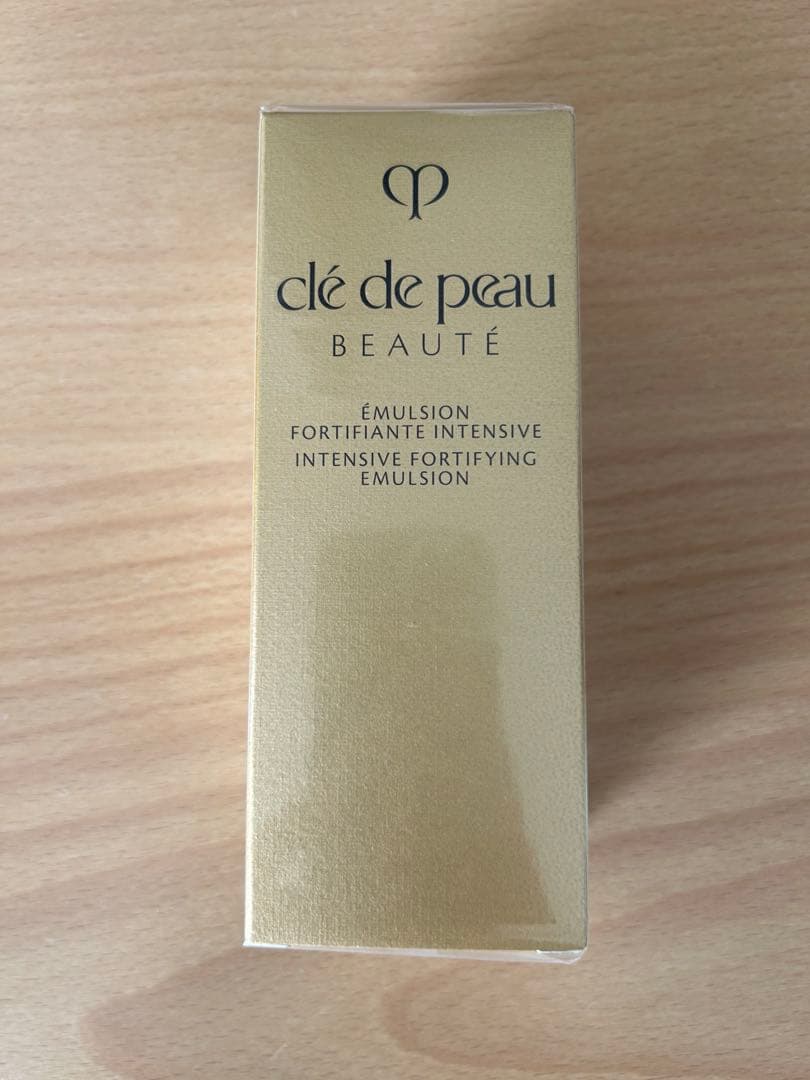 clé de peau
BEAUTÉ
ÉMULSION
FORTIFIANTE INTENSIVE
INTENSIVE FORTIFYING
EMULSION